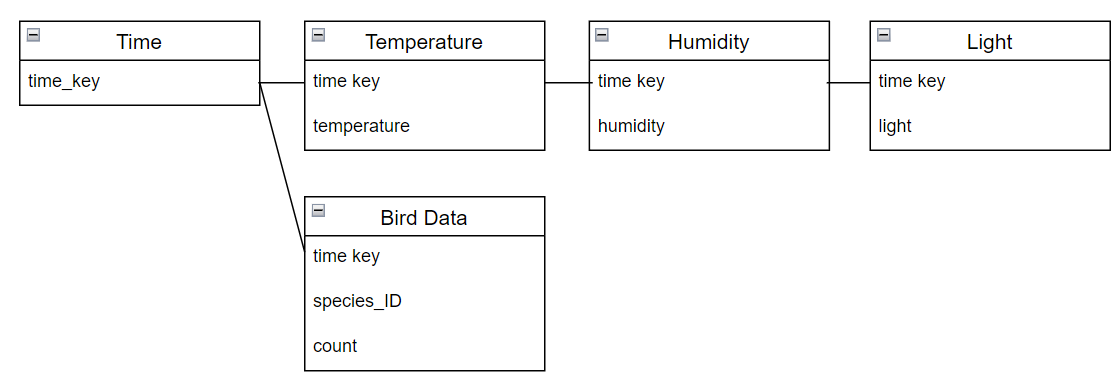 Time
time_key
Temperature
time key
temperature
Humidity
time key
humidity
Light
time key
light
Bird Data
time key
species_ID
count